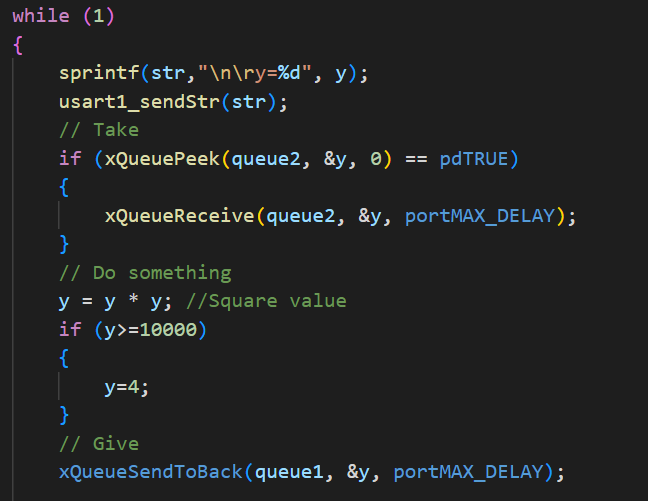 while (1)
{
    sprintf(str,"\n\ry=%d", y);
    usart1_sendStr(str);
    // Take
    if (xQueuePeek(queue2, &y, 0) == pdTRUE)
    {
        xQueueReceive(queue2, &y, portMAX_DELAY);
    }
    // Do something
    y = y * y; //Square value
    if (y>=10000)
    {
        y=4;
    }
    // Give
    xQueueSendToBack(queue1, &y, portMAX_DELAY);